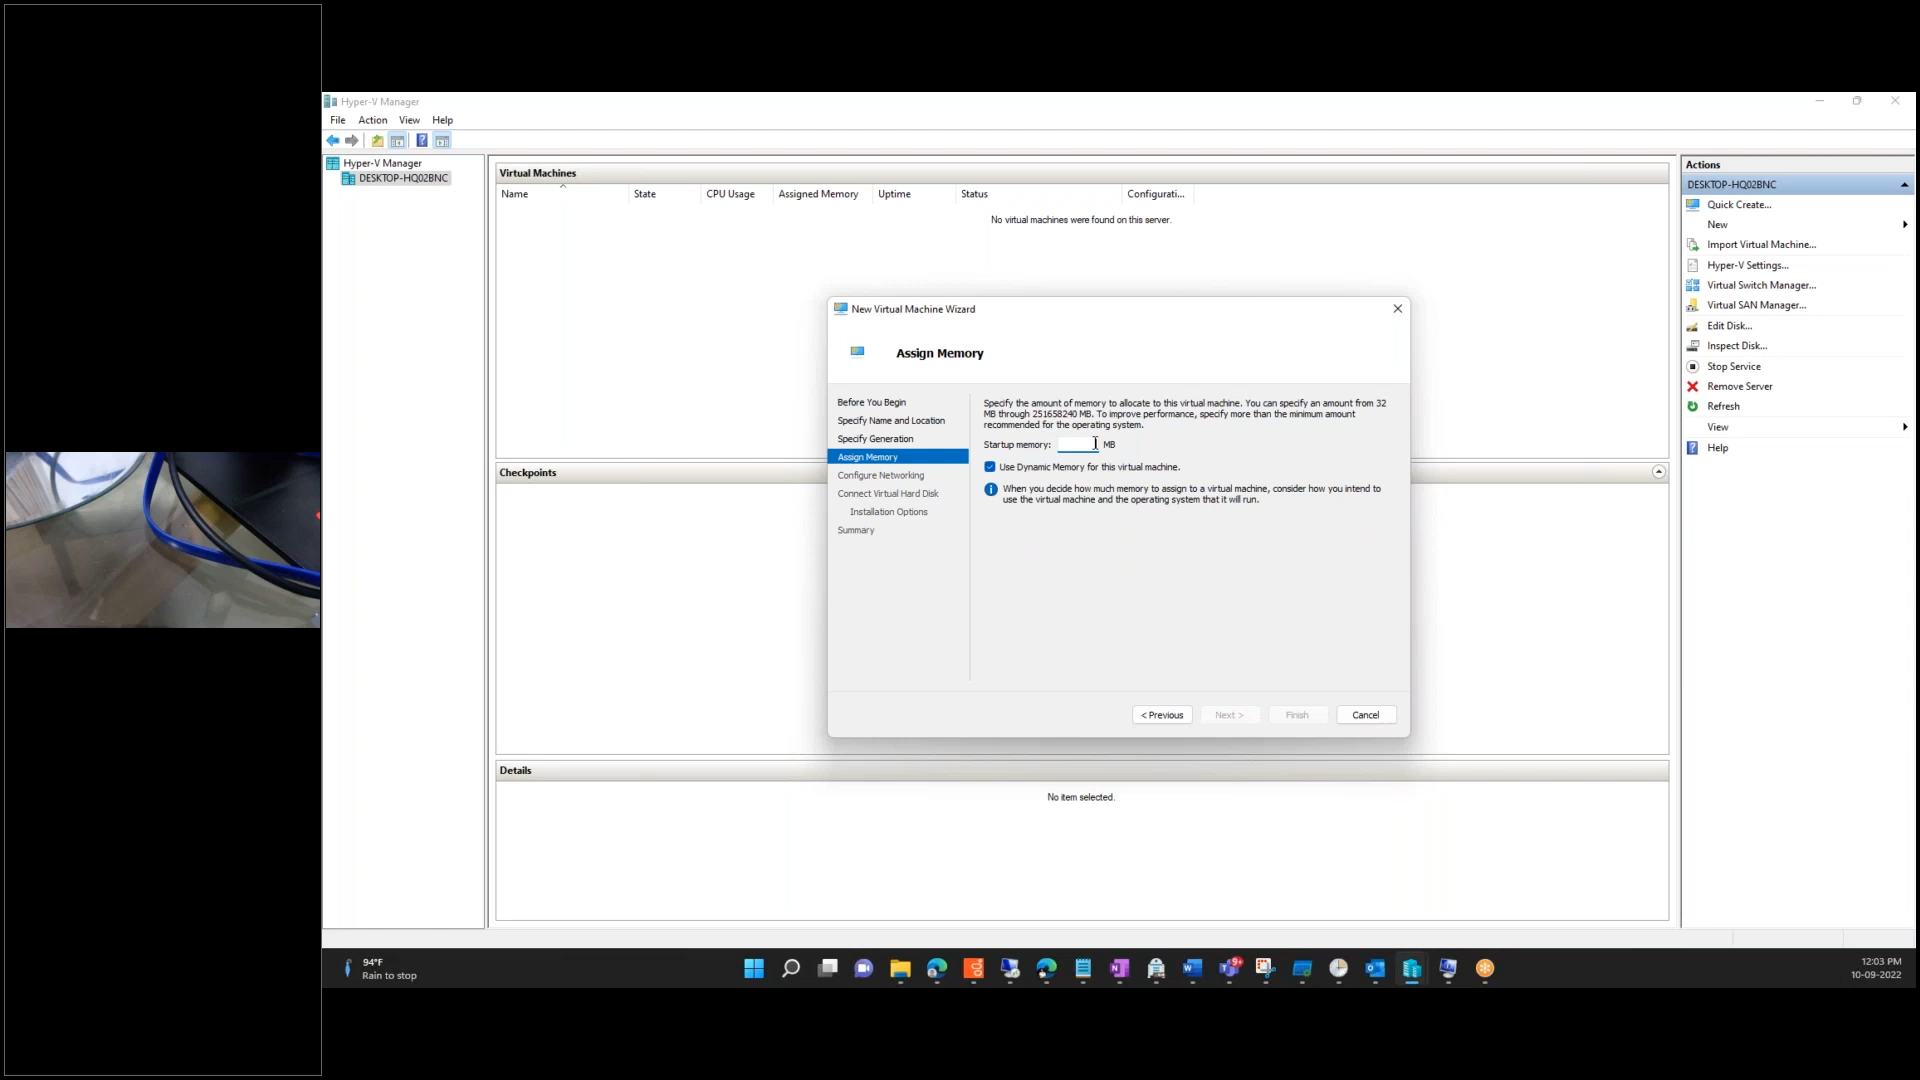 Hyper-V Manager
File Action View Help
Hyper-V Manager
DESKTOP-HQ02BNC
Virtual Machines
Name State CPU Usage Assigned Memory Uptime Status Configurati...
No virtual machines were found on this server.
Checkpoints
Details
No item selected.
New Virtual Machine Wizard
Assign Memory
Before You Begin
Specify Name and Location
Specify Generation
Assign Memory
Configure Networking
Connect Virtual Hard Disk
Installation Options
Summary
Specify the amount of memory to allocate to this virtual machine. You can specify an amount from 32
MB through 251658240 MB. To improve performance, specify more than the minimum amount
recommended for the operating system.
Startup memory: MB
Use Dynamic Memory for this virtual machine.
When you decide how much memory to assign to a virtual machine, consider how you intend to
use the virtual machine and the operating system that it will run.
< Previous Next > Finish Cancel
Actions
DESKTOP-HQ02BNC
Quick Create...
New
Import Virtual Machine...
Hyper-V Settings...
Virtual Switch Manager...
Virtual SAN Manager...
Edit Disk...
Inspect Disk...
Stop Service
Remove Server
Refresh
View
Help
94°F
Rain to stop
9+
12:03 PM
10-09-2022